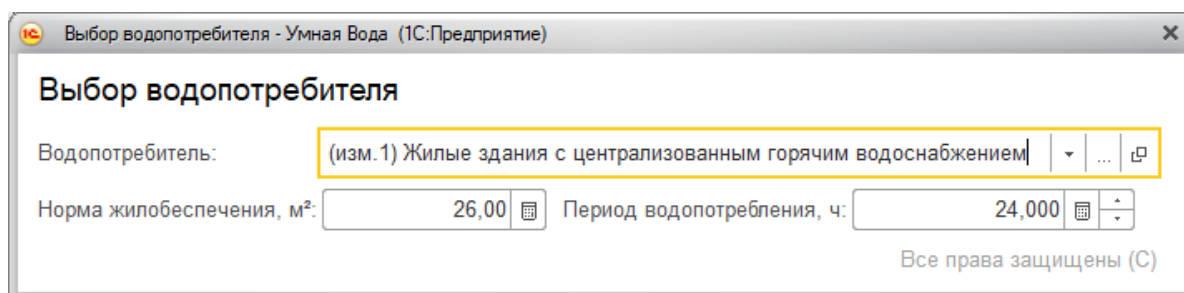 1С Выбор водопотребителя - Умная Вода (1С:Предприятие)
Выбор водопотребителя
Водопотребитель: (изм.1) Жилые здания с централизованным горячим водоснабжением ...
Норма жилобеспечения, м²: 26,00 Период водопотребления, ч: 24,000
Все права защищены (С)